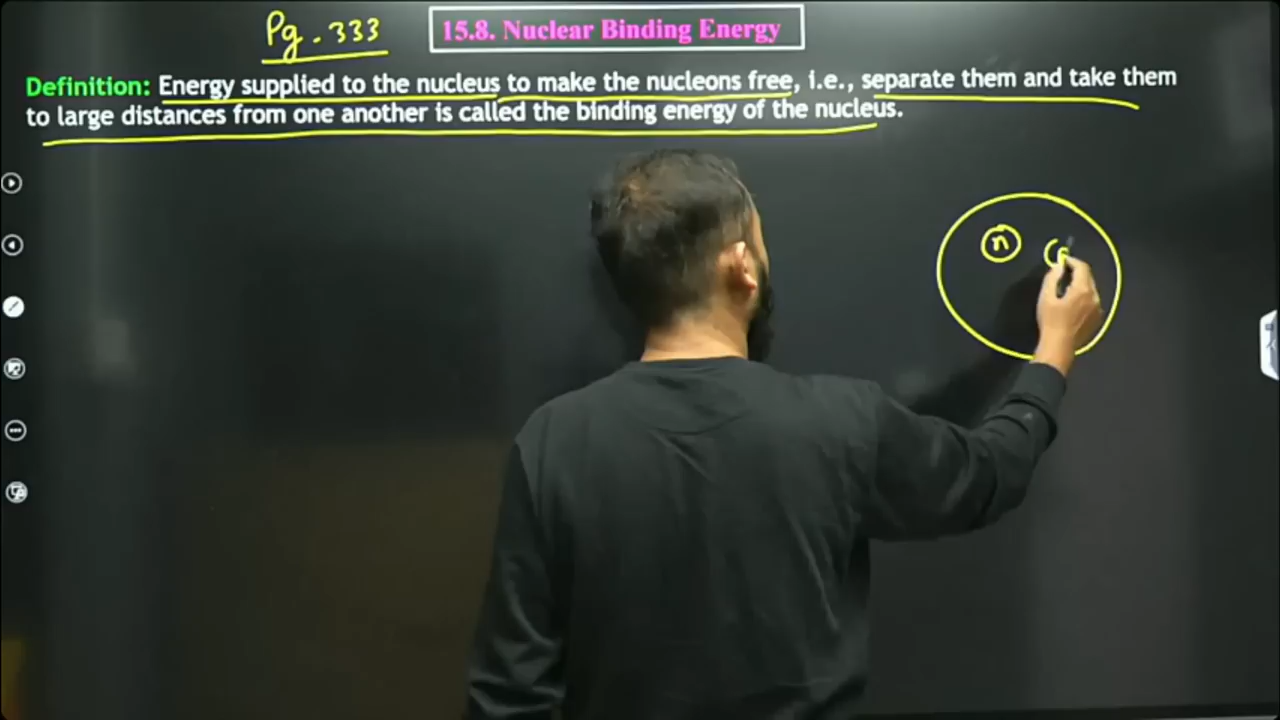 Pg. 333
15.8. Nuclear Binding Energy
Definition: Energy supplied to the nucleus to make the nucleons free, i.e., separate them and take them
to large distances from one another is called the binding energy of the nucleus.
n